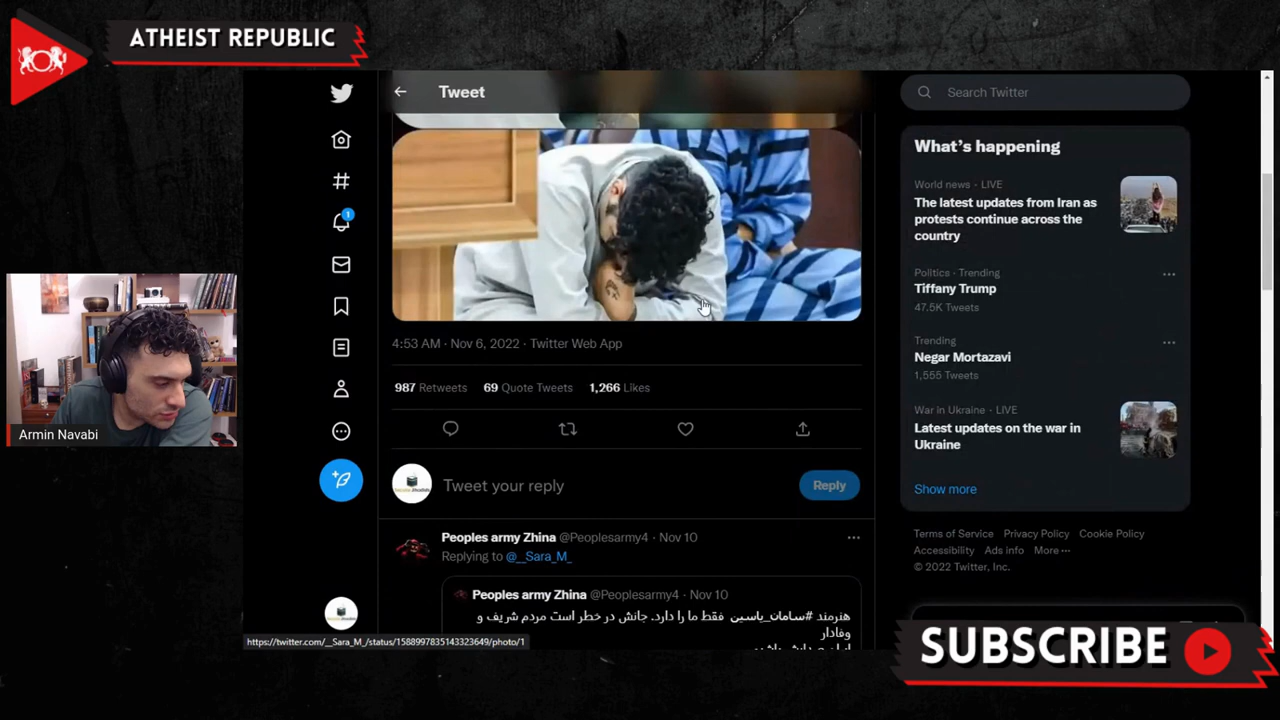 ATHEIST REPUBLIC
Tweet
Search Twitter
What's happening
World news · LIVE
The latest updates from Iran as
protests continue across the
country
Politics · Trending
Tiffany Trump
47.5K Tweets
Trending
Negar Mortazavi
1,555 Tweets
War in Ukraine · LIVE
Latest updates on the war in
Ukraine
Show more
Terms of Service Privacy Policy Cookie Policy
Accessibility Ads info More ···
© 2022 Twitter, Inc.
1
4:53 AM · Nov 6, 2022 · Twitter Web App
987 Retweets 69 Quote Tweets 1,266 Likes
Tweet your reply
Reply
Peoples army Zhina @Peoplesarmy4 · Nov 10
Replying to @__Sara_M_
Peoples army Zhina @Peoplesarmy4 · Nov 10
هنرمند #سامان_یاسین فقط ما را دارد. جانش در خطر است مردم شریف و
وفادار
Armin Navabi
https://twitter.com/__Sara_M_/status/1588997835143323649/photo/1
SUBSCRIBE